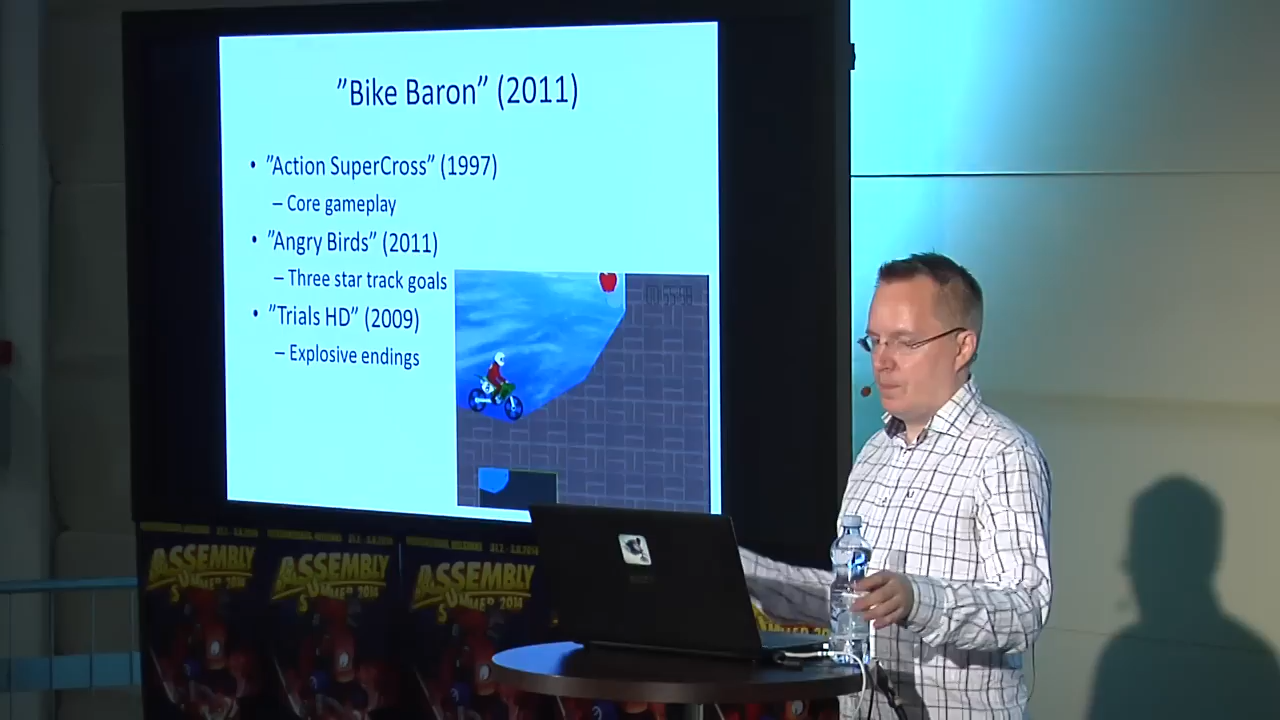 ”Bike Baron” (2011)
• ”Action SuperCross” (1997)
– Core gameplay
• ”Angry Birds” (2011)
– Three star track goals
• ”Trials HD” (2009)
– Explosive endings
ASSEMBLY
SUMMER 2014
ASSEMBLY
SUMMER 2014
ASSEMBLY
SUMMER 2014